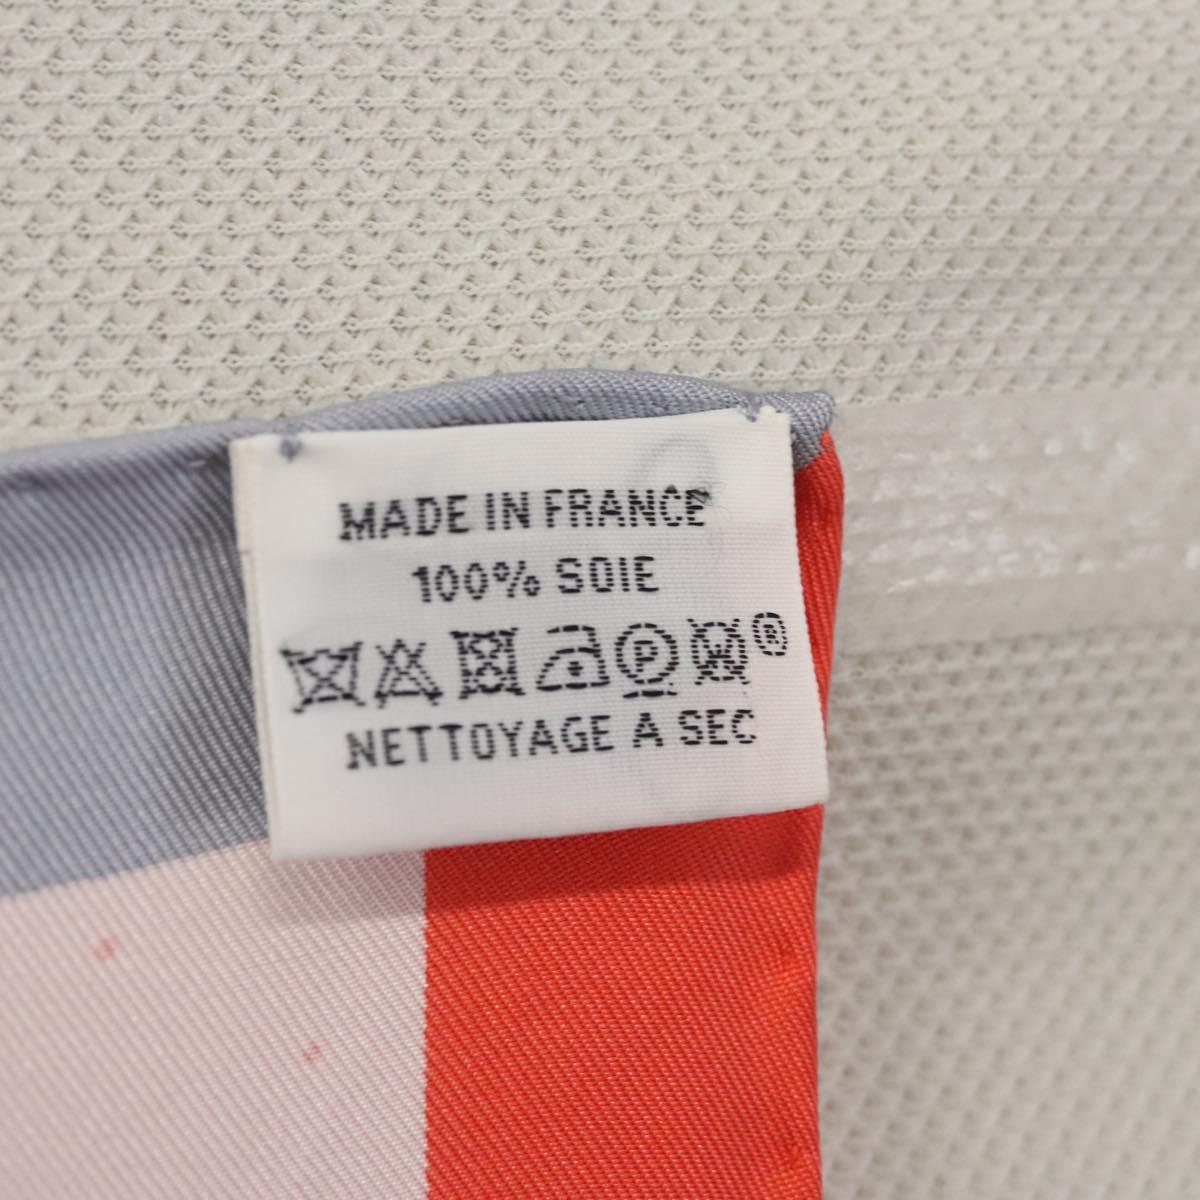 MADE IN FRANCE
100% SOIE
P W ®
NETTOYAGE A SEC